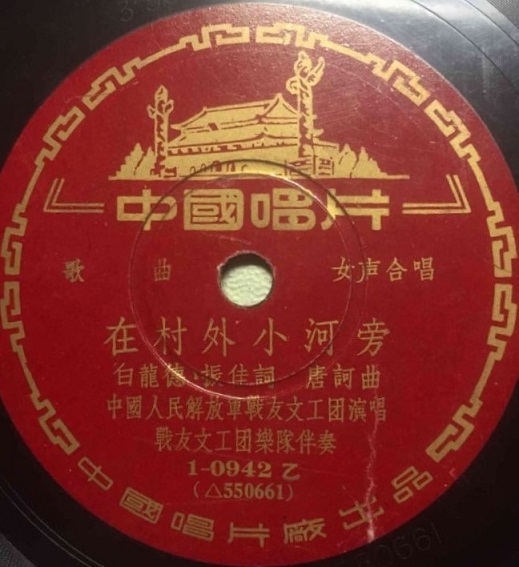 中國唱片
歌曲 女声合唱
在村外小河旁
白龍德、振佳詞 唐訶曲
中國人民解放軍战友文工团演唱
战友文工团樂隊伴奏
1-0942乙
(△550661)
中國唱片廠出品